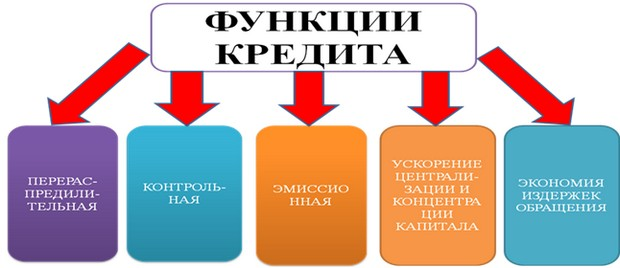 ФУНКЦИИ
КРЕДИТА
ПЕРЕРАС-
ПРЕДИЛИ-
ТЕЛЬНАЯ
КОНТРОЛЬ-
НАЯ
ЭМИССИО
ННАЯ
УСКОРЕНИЕ
ЦЕНТРАЛИ-
ЗАЦИИ И
КОНЦЕНТРА
ЦИИ
КАПИТАЛА
ЭКОНОМИЯ
ИЗДЕРЖЕК
ОБРАЩЕНИЯ